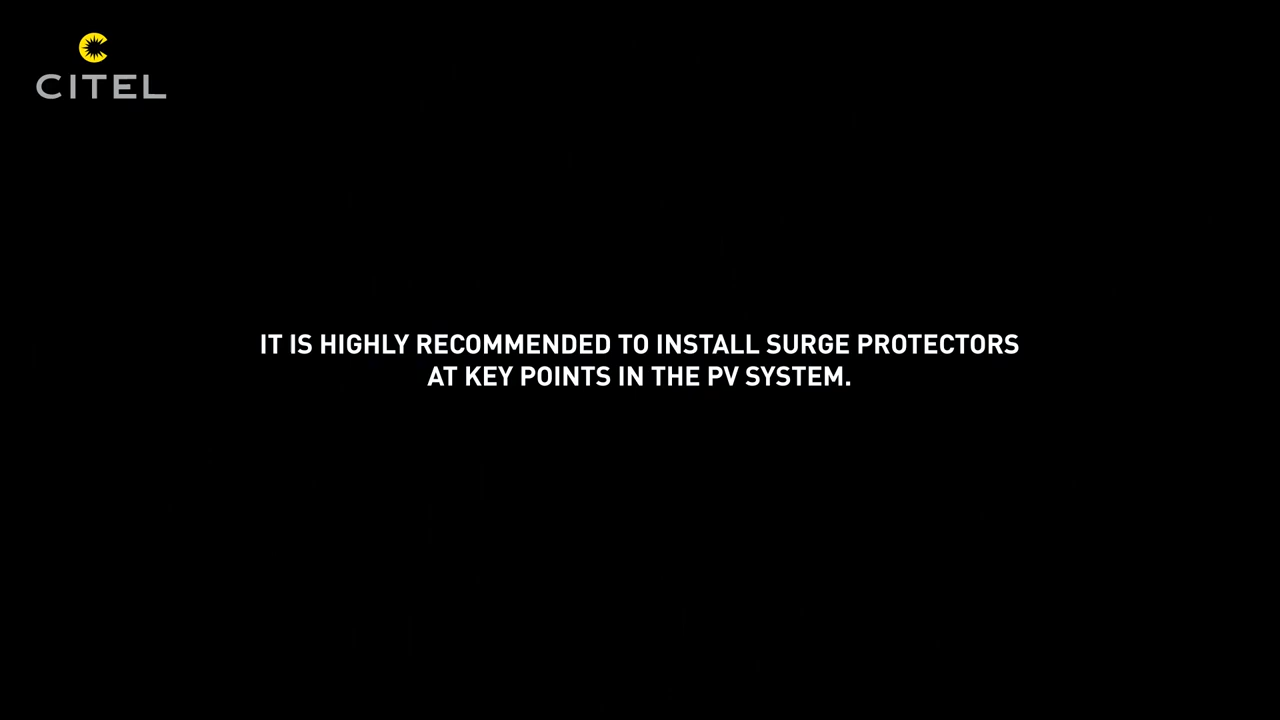 CITEL
IT IS HIGHLY RECOMMENDED TO INSTALL SURGE PROTECTORS
AT KEY POINTS IN THE PV SYSTEM.